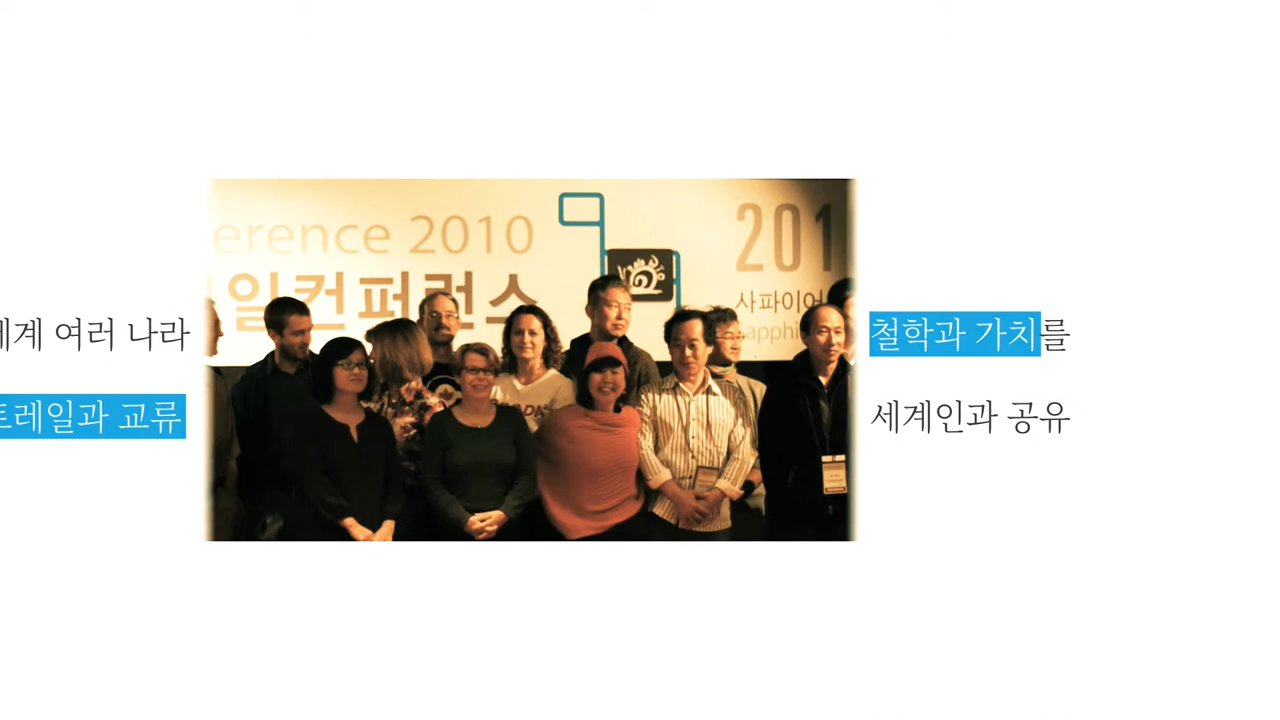 세계 여러 나라
트레일과 교류
erence 2010
일컨퍼런스
201
사파이어
apphi
철학과 가치를
세계인과 공유